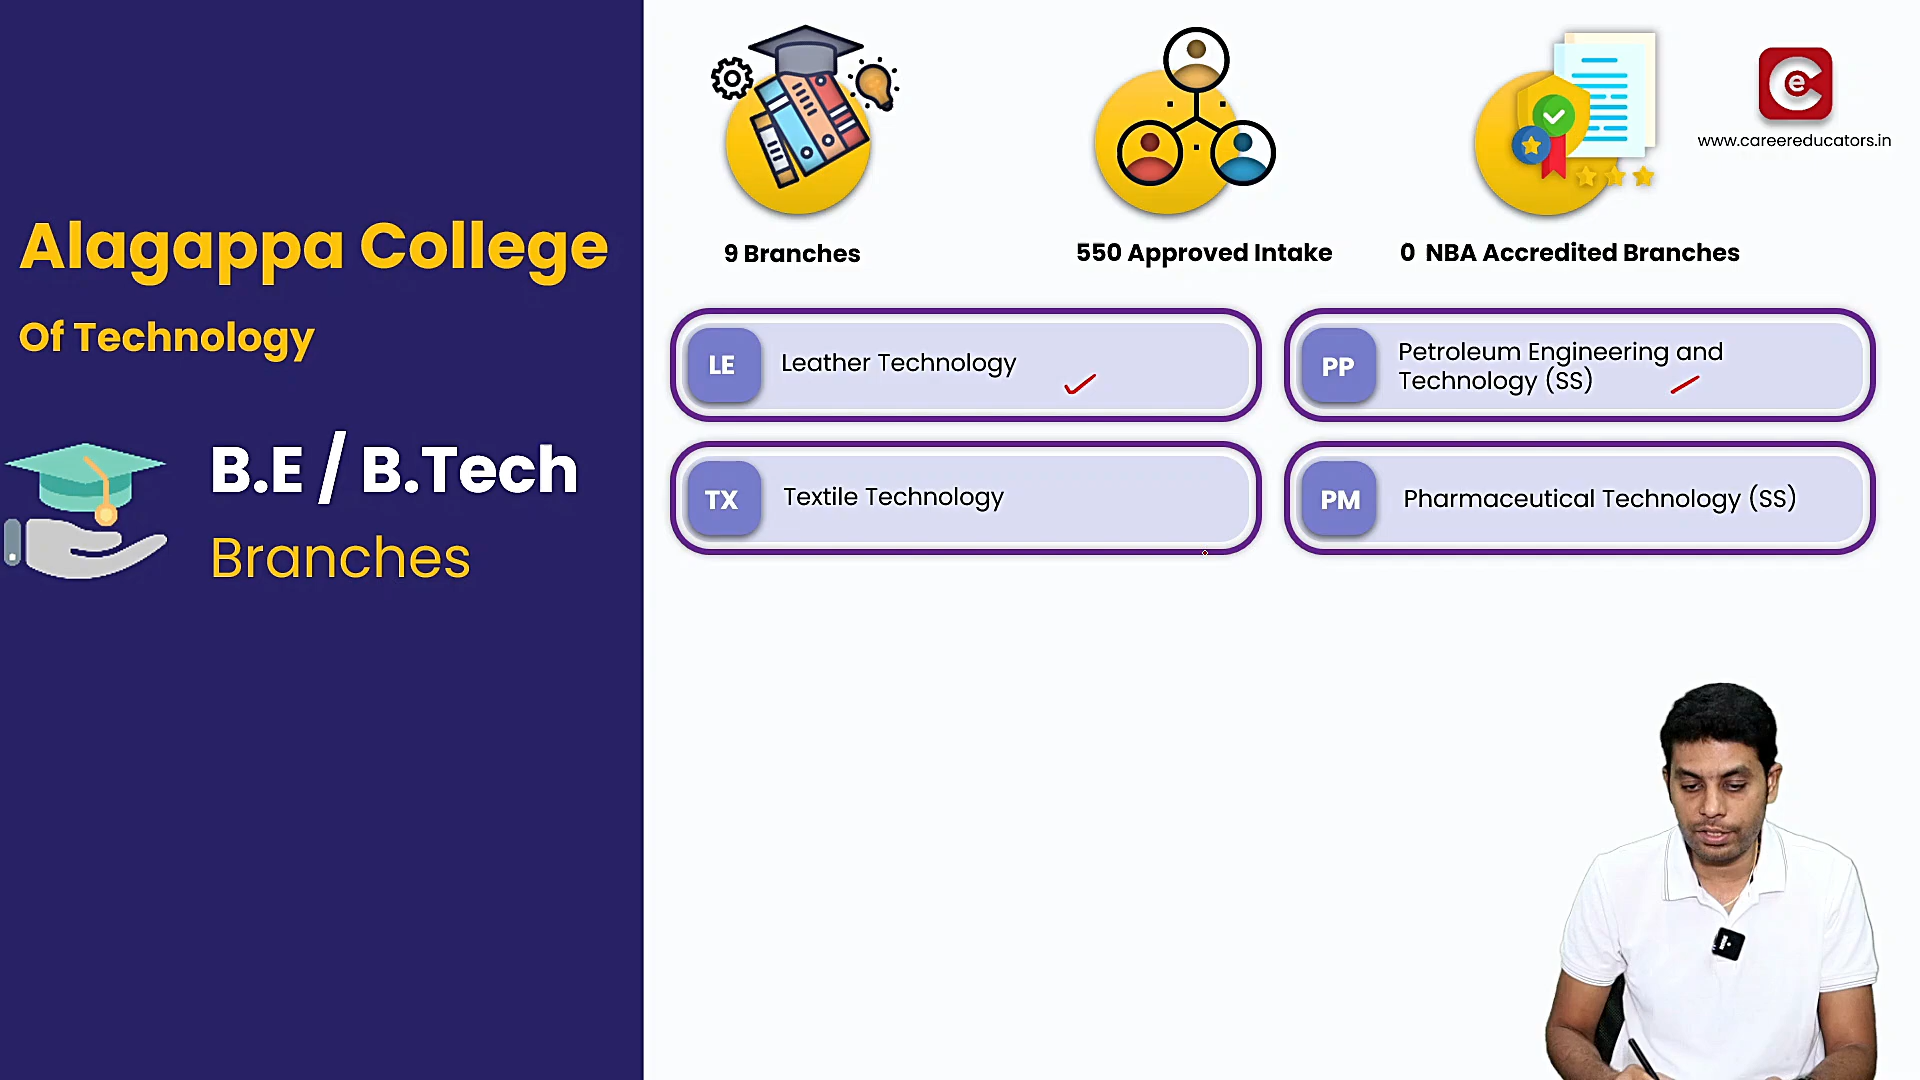 Alagappa College
Of Technology
B.E / B.Tech
Branches
9 Branches
550 Approved Intake
0 NBA Accredited Branches
e
www.careereducators.in
LE
Leather Technology
PP
Petroleum Engineering and
Technology (SS)
TX
Textile Technology
PM
Pharmaceutical Technology (SS)